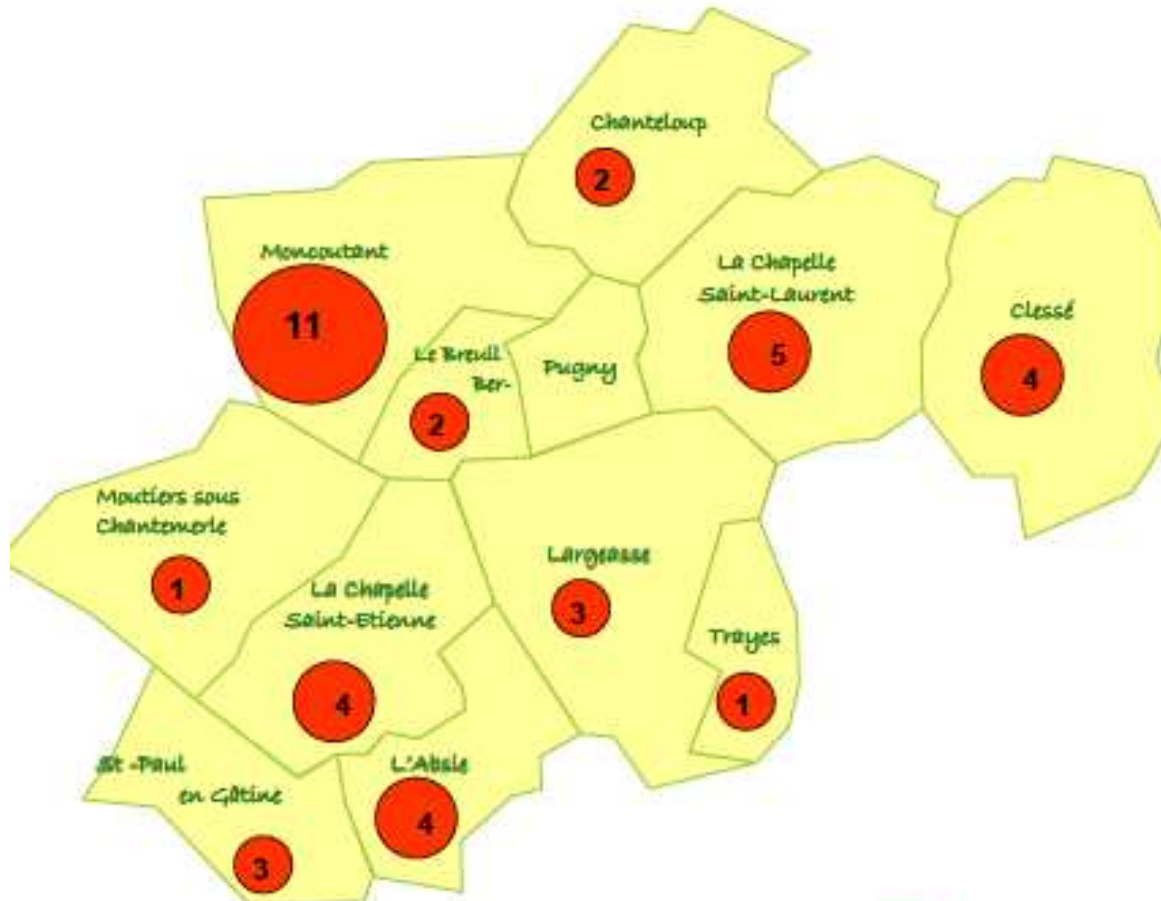 Chanteloup
2
Moncoutant
11
La Chapelle
Saint-Laurent
5
Clessé
4
Le Breuil
Ber-
2
Pugny
Moutiers sous
Chantemerle
1
La Chapelle
Saint-Etienne
4
Largeasse
3
Trayes
1
St -Paul
en Gâtine
3
L'Absie
4